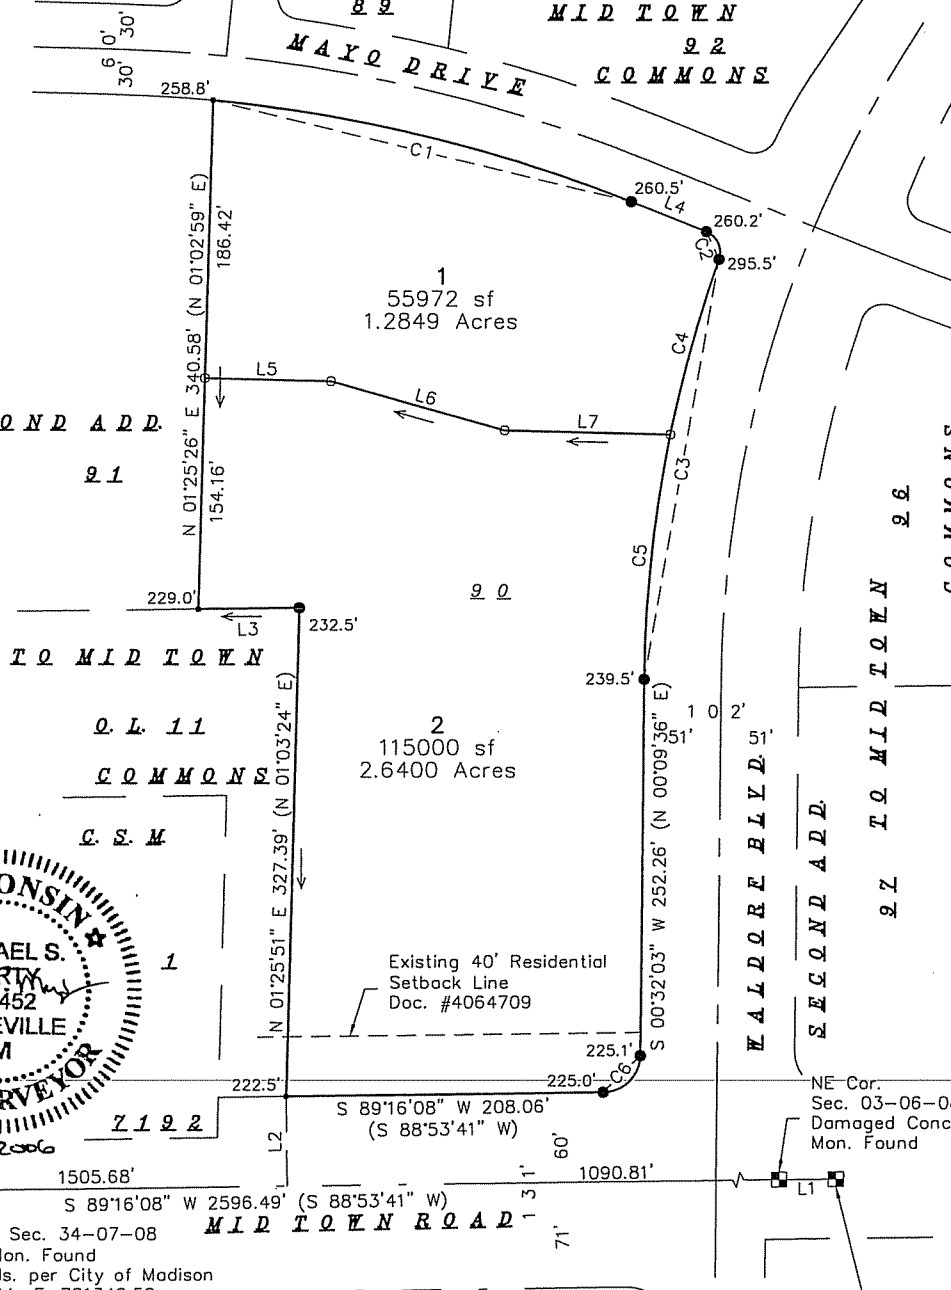 89
MID TOWN
92
COMMONS
30'
60'
30'
MAYO DRIVE
258.8'
C1
260.5'
L4
260.2'
C2
295.5'
N 01°25'26" E 340.58' (N 01°02'59" E)
186.42'
1
55972 sf
1.2849 Acres
C4
L5
L6
L7
OND ADD.
91
154.16'
C3
C5
96
COMMONS
90
229.0'
L3
232.5'
TO MID TOWN
O.L. 11
COMMONS
C.S.M
1
7192
N 01°25'51" E 327.39' (N 01°03'24" E)
239.5'
102'
51'
51'
2
115000 sf
2.6400 Acres
S 00°32'03" W 252.26' (N 00°09'36" E)
WALDORF BLVD.
SECOND ADD.
97 TO MID TOWN
ONSIN
AEL S.
RTY
452
EVILLE
RVEYOR
2006
Existing 40' Residential
Setback Line
Doc. #4064709
225.1'
C6
225.0'
222.5'
S 89°16'08" W 208.06'
(S 88°53'41" W)
L2
NE Cor.
Sec. 03-06-0
Damaged Conc
Mon. Found
1505.68'
60'
131'
71'
1090.81'
L1
S 89°16'08" W 2596.49' (S 88°53'41" W)
MID TOWN ROAD
Sec. 34-07-08
on. Found
s. per City of Madison